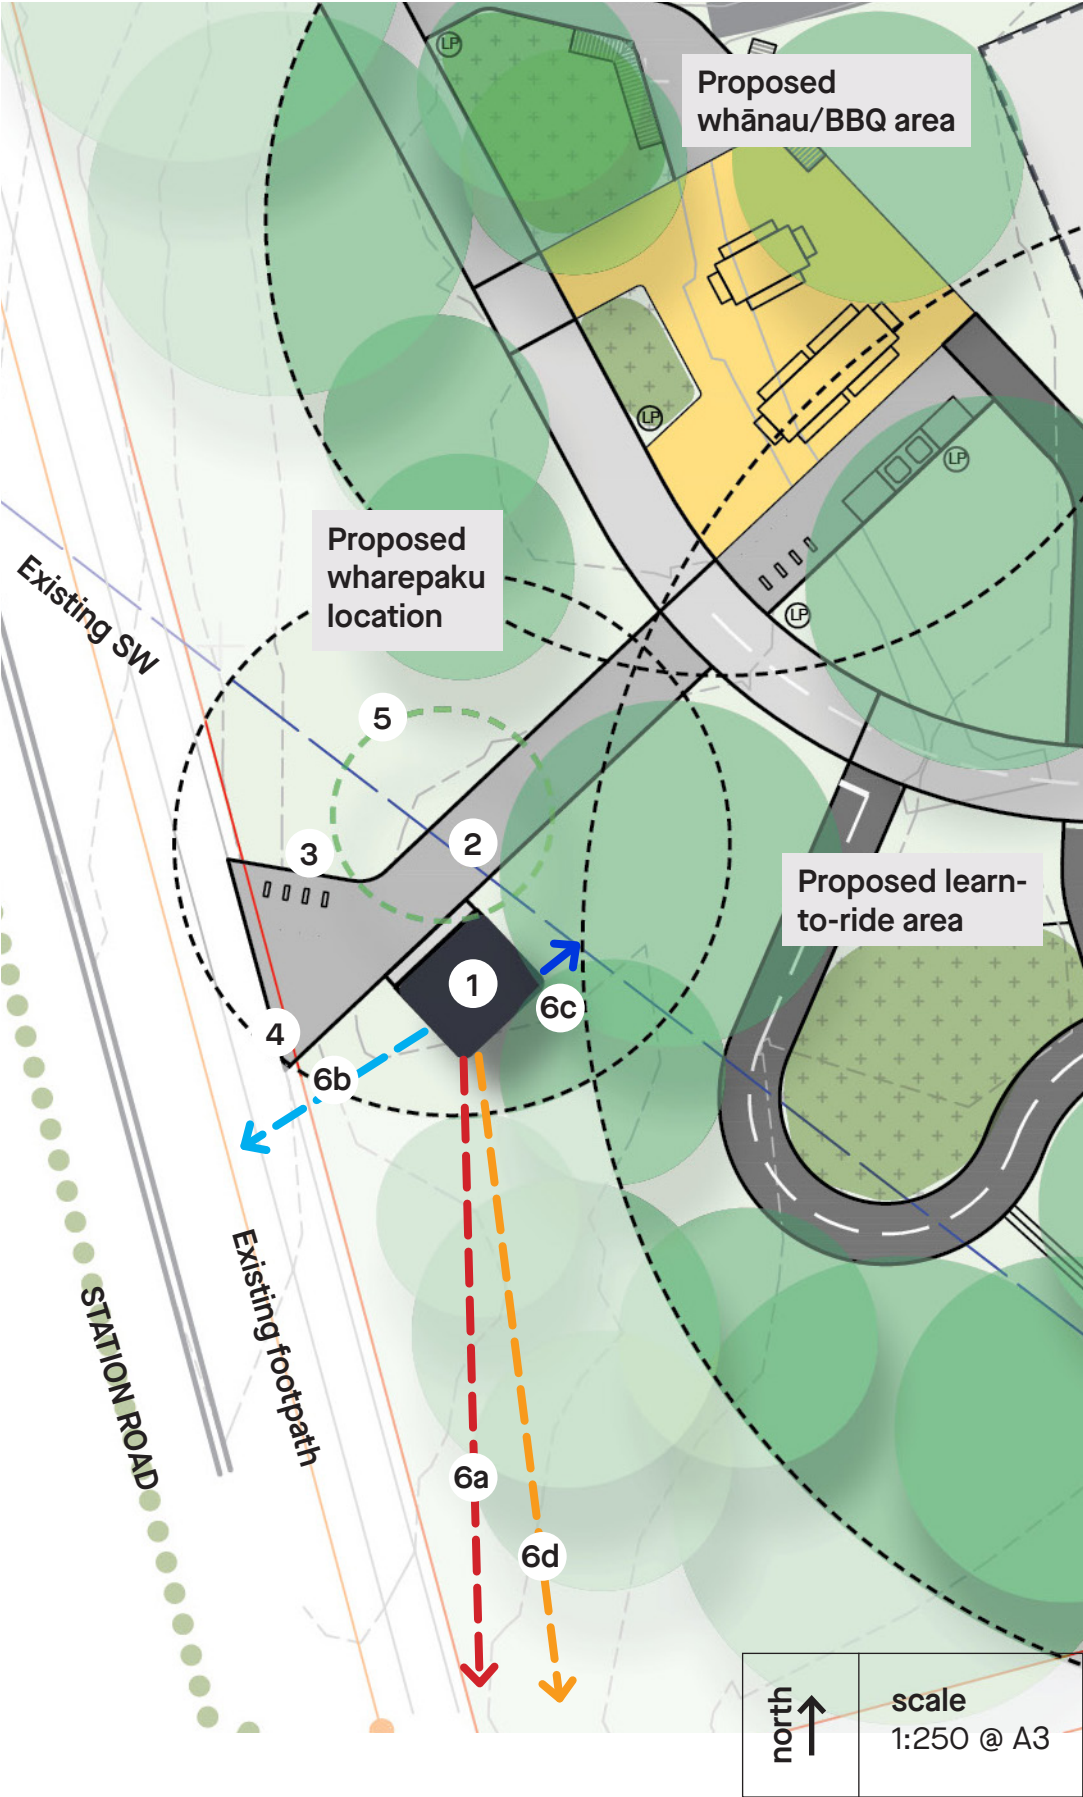 LP
Proposed
whānau/BBQ area
LP
LP
Proposed
wharepaku
location
Existing SW
LP
5
2
3
Proposed learn-
to-ride area
1
6c
4
6b
Existing footpath
STATION ROAD
6a
6d
north
scale
1:250 @ A3